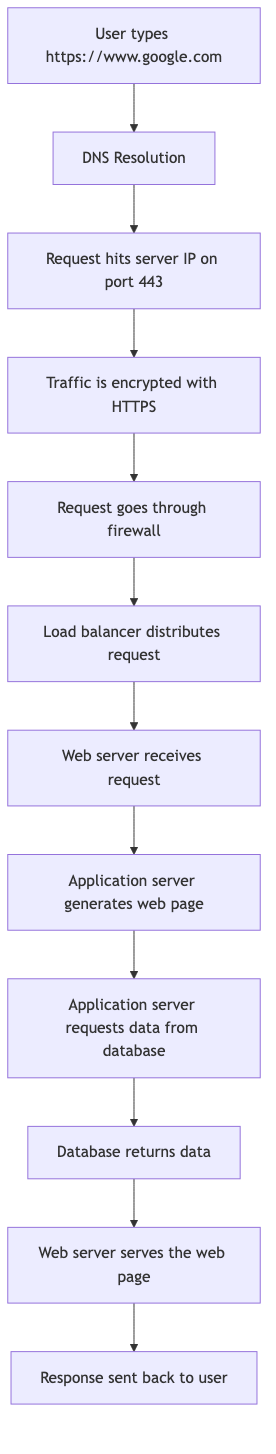 User types
https://www.google.com
DNS Resolution
Request hits server IP on
port 443
Traffic is encrypted with
HTTPS
Request goes through
firewall
Load balancer distributes
request
Web server receives
request
Application server
generates web page
Application server
requests data from
database
Database returns data
Web server serves the web
page
Response sent back to user